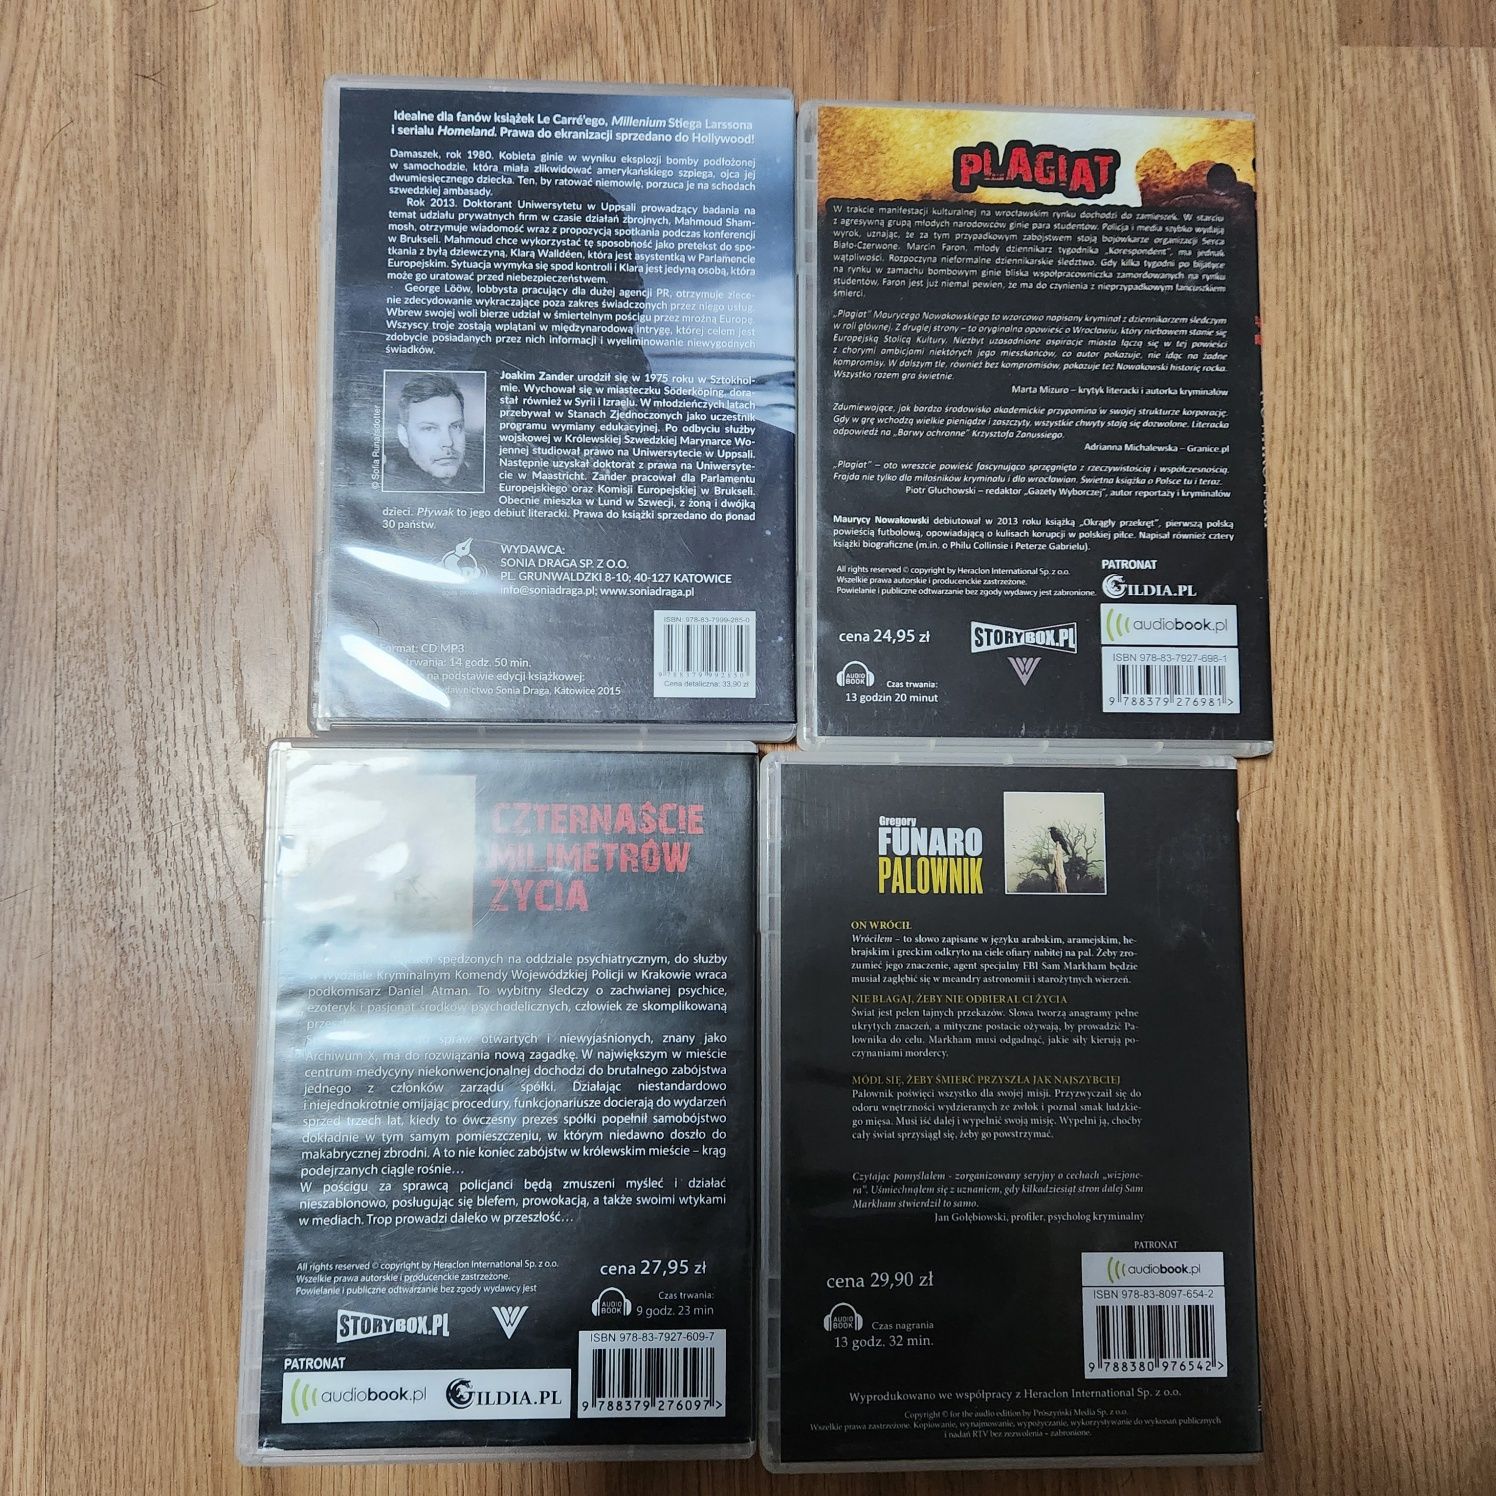 Idealne dla fanów książek Le Carré'ego, Millenium Stiega Larssona
i serialu Homeland. Prawa do ekranizacji sprzedano do Hollywood!
Damaszek, rok 1980. Kobieta ginie w wyniku eksplozji bomby podłożonej
w samochodzie, która miała zlikwidować amerykańskiego szpiega, ojca jej
dwumiesięcznego dziecka. Ten, by ratować niemowlę, porzuca je na schodach
szwedzkiej ambasady.
Rok 2013. Doktorant Uniwersytetu w Uppsali prowadzący badania na
temat udziału prywatnych firm w czasie działań zbrojnych, Mahmoud Sham-
mosh, otrzymuje wiadomość wraz z propozycją spotkania podczas konferencji
w Brukseli. Mahmoud chce wykorzystać tę sposobność jako pretekst do spo-
tkania z byłą dziewczyną, Klarą Walldéen, która jest asystentką w Parlamencie
Europejskim. Sytuacja wymyka się spod kontroli i Klara jest jedyną osobą, która
może go uratować przed niebezpieczeństwem.
George Lööw, lobbysta pracujący dla dużej agencji PR, otrzymuje zlece-
nie zdecydowanie wykraczające poza zakres świadczonych przez niego usług.
Wbrew swojej woli bierze udział w śmiertelnym pościgu przez mroźną Europę.
Wszyscy troje zostają wplątani w międzynarodową intrygę, której celem jest
zdobycie posiadanych przez nich informacji i wyeliminowanie niewygodnych
świadków.
© Sofia Runarsdotter
Joakim Zander urodził się w 1975 roku w Sztokhol-
mie. Wychował się w miasteczku Söderköping, dora-
stał również w Syrii i Izraelu. W młodzieńczych latach
przebywał w Stanach Zjednoczonych jako uczestnik
programu wymiany edukacyjnej. Po odbyciu służby
wojskowej w Królewskiej Szwedzkiej Marynarce Wo-
jennej studiował prawo na Uniwersytecie w Uppsali.
Następnie uzyskał doktorat z prawa na Uniwersyte-
cie w Maastricht. Zander pracował dla Parlamentu
Europejskiego oraz Komisji Europejskiej w Brukseli.
Obecnie mieszka w Lund w Szwecji, z żoną i dwójką
dzieci. Pływak to jego debiut literacki. Prawa do książki sprzedano do ponad
30 państw.
WYDAWCA:
SONIA DRAGA SP. Z O.O.
PL. GRUNWALDZKI 8-10; 40-127 KATOWICE
info@soniadraga.pl; www.soniadraga.pl
Format: CD MP3
trwania: 14 godz. 50 min.
na podstawie edycji książkowej:
Wydawnictwo Sonia Draga, Katowice 2015
ISBN: 978-83-7999-285-0
9 788379 992850
Cena detaliczna: 33,90 zł
PLAGIAT
W trakcie manifestacji kulturalnej na wrocławskim rynku dochodzi do zamieszek. W starciu
z agresywną grupą młodych narodowców ginie para studentów. Policja i media szybko wydają
wyrok, uznając, że za tym przypadkowym zabójstwem stoją bojówkarze organizacji Serca
Biało-Czerwone. Marcin Faron, młody dziennikarz tygodnika „Korespondent", ma jednak
wątpliwości. Rozpoczyna nieformalne dziennikarskie śledztwo. Gdy kilka tygodni po bijatyce
na rynku w zamachu bombowym ginie bliska współpracowniczka zamordowanych na rynku
studentów, Faron jest już niemal pewien, że ma do czynienia z nieprzypadkowym łańcuszkiem
śmierci.
„Plagiat" Maurycego Nowakowskiego to wzorcowo napisany kryminał z dziennikarzem śledczym
w roli głównej. Z drugiej strony – to oryginalna opowieść o Wrocławiu, który niebawem stanie się
Europejską Stolicą Kultury. Niezbyt uzasadnione aspiracje miasta łączą się w tej powieści
z chorymi ambicjami niektórych jego mieszkańców, co autor pokazuje, nie idąc na żadne
kompromisy. W dalszym tle, również bez kompromisów, pokazuje też Nowakowski historię rocka.
Wszystko razem gra świetnie.
Marta Mizuro – krytyk literacki i autorka kryminałów
Zdumiewające, jak bardzo środowisko akademickie przypomina w swojej strukturze korporację.
Gdy w grę wchodzą wielkie pieniądze i zaszczyty, wszystkie chwyty stają się dozwolone. Literacka
odpowiedź na „Barwy ochronne" Krzysztofa Zanussiego.
Adrianna Michalewska – Granice.pl
„Plagiat" – oto wreszcie powieść fascynująco sprzęgnięta z rzeczywistością i współczesnością.
Frajda nie tylko dla miłośników kryminału i dla wrocławian. Świetna książka o Polsce tu i teraz.
Piotr Głuchowski – redaktor „Gazety Wyborczej", autor reportaży i kryminałów
Maurycy Nowakowski debiutował w 2013 roku książką „Okrągły przekręt", pierwszą polską
powieścią futbolową, opowiadającą o kulisach korupcji w polskiej piłce. Napisał również cztery
książki biograficzne (m.in. o Philu Collinsie i Peterze Gabrielu).
All rights reserved © copyright by Heraclon International Sp. z o.o.
Wszelkie prawa autorskie i producenckie zastrzeżone.
Powielanie i publiczne odtwarzanie bez zgody wydawcy jest zabronione.
PATRONAT
GILDIA.PL
audiobook.pl
cena 24,95 zł
STORYBOX.PL
AUDIO
BOOK
Czas trwania:
13 godzin 20 minut
ISBN 978-83-7927-698-1
9 788379 276981 >
CZTERNAŚCIE
MILIMETRÓW
ŻYCIA
spędzonych na oddziale psychiatrycznym, do służby
w Wydziale Kryminalnym Komendy Wojewódzkiej Policji w Krakowie wraca
podkomisarz Daniel Atman. To wybitny śledczy o zachwianej psychice,
ezoteryk i pasjonat środków psychodelicznych, człowiek ze skomplikowaną
spraw otwartych i niewyjaśnionych, znany jako
Archiwum X, ma do rozwiązania nową zagadkę. W największym w mieście
centrum medycyny niekonwencjonalnej dochodzi do brutalnego zabójstwa
jednego z członków zarządu spółki. Działając niestandardowo
i niejednokrotnie omijając procedury, funkcjonariusze docierają do wydarzeń
sprzed trzech lat, kiedy to ówczesny prezes spółki popełnił samobójstwo
dokładnie w tym samym pomieszczeniu, w którym niedawno doszło do
makabrycznej zbrodni. A to nie koniec zabójstw w królewskim mieście – krąg
podejrzanych ciągle rośnie…
W pościgu za sprawcą policjanci będą zmuszeni myśleć i działać
nieszablonowo, posługując się blefem, prowokacją, a także swoimi wtykami
w mediach. Trop prowadzi daleko w przeszłość…
All rights reserved © copyright by Heraclon International Sp. z o.o.
Wszelkie prawa autorskie i producenckie zastrzeżone.
Powielanie i publiczne odtwarzanie bez zgody wydawcy jest
cena 27,95 zł
AUDIO
BOOK
Czas trwania:
9 godz. 23 min
STORYBOX.PL
PATRONAT
audiobook.pl
GILDIA.PL
ISBN 978-83-7927-609-7
9 788379 276097 >
Gregory
FUNARO
PALOWNIK
ON WRÓCIŁ
Wróciłem – to słowo zapisane w języku arabskim, aramejskim, he-
brajskim i greckim odkryto na ciele ofiary nabitej na pal. Żeby zro-
zumieć jego znaczenie, agent specjalny FBI Sam Markham będzie
musiał zagłębić się w meandry astronomii i starożytnych wierzeń.
NIE BŁAGAJ, ŻEBY NIE ODBIERAŁ CI ŻYCIA
Świat jest pełen tajnych przekazów. Słowa tworzą anagramy pełne
ukrytych znaczeń, a mityczne postacie ożywają, by prowadzić Pa-
lownika do celu. Markham musi odgadnąć, jakie siły kierują po-
czynaniami mordercy.
MÓDL SIĘ, ŻEBY ŚMIERĆ PRZYSZŁA JAK NAJSZYBCIEJ
Palownik poświęci wszystko dla swojej misji. Przyzwyczaił się do
odoru wnętrzności wydzieranych ze zwłok i poznał smak ludzkie-
go mięsa. Musi iść dalej i wypełnić swoją misję. Wypełni ją, choćby
cały świat sprzysiągł się, żeby go powstrzymać.
Czytając pomyślałem - zorganizowany seryjny o cechach „wizjone-
ra". Uśmiechnąłem się z uznaniem, gdy kilkadziesiąt stron dalej Sam
Markham stwierdził to samo.
Jan Gołębiowski, profiler, psycholog kryminalny
PATRONAT
audiobook.pl
cena 29,90 zł
AUDIO
BOOK
Czas nagrania
13 godz. 32 min.
ISBN 978-83-8097-654-2
9 788380 976542 >
Wyprodukowano we współpracy z Heraclon International Sp. z o.o.
Copyright © for the audio edition by Prószyński Media Sp. z o.o.
Wszelkie prawa zastrzeżone. Kopiowanie, wynajmowanie, wypożyczanie, wykorzystywanie do wykonań publicznych
i nadań RTV bez zezwolenia - zabronione.